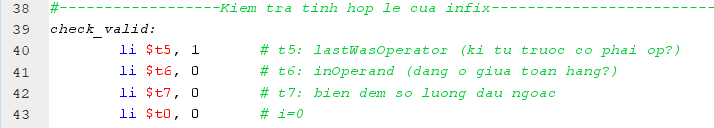 38 #-----------------Kiem tra tinh hop le cua infix------------------------
39 check_valid:
40 li $t5, 1 # t5: lastWasOperator (ki tu truoc co phai op?)
41 li $t6, 0 # t6: inOperand (dang o giua toan hang?)
42 li $t7, 0 # t7: bien dem so luong dau ngoac
43 li $t0, 0 # i=0